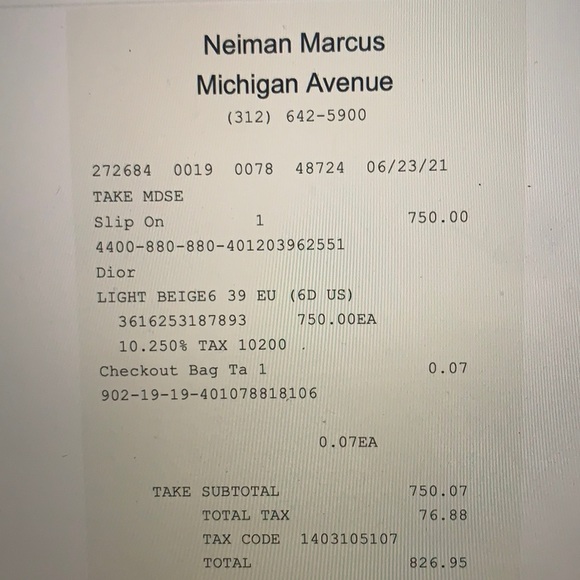 Neiman Marcus
Michigan Avenue
(312) 642-5900
272684 0019 0078 48724 06/23/21
TAKE MDSE
Slip On 1 750.00
4400-880-880-401203962551
Dior
LIGHT BEIGE6 39 EU (6D US)
3616253187893 750.00EA
10.250% TAX 10200 .
Checkout Bag Ta 1 0.07
902-19-19-401078818106
0.07EA
TAKE SUBTOTAL 750.07
TOTAL TAX 76.88
TAX CODE 1403105107
TOTAL 826.95